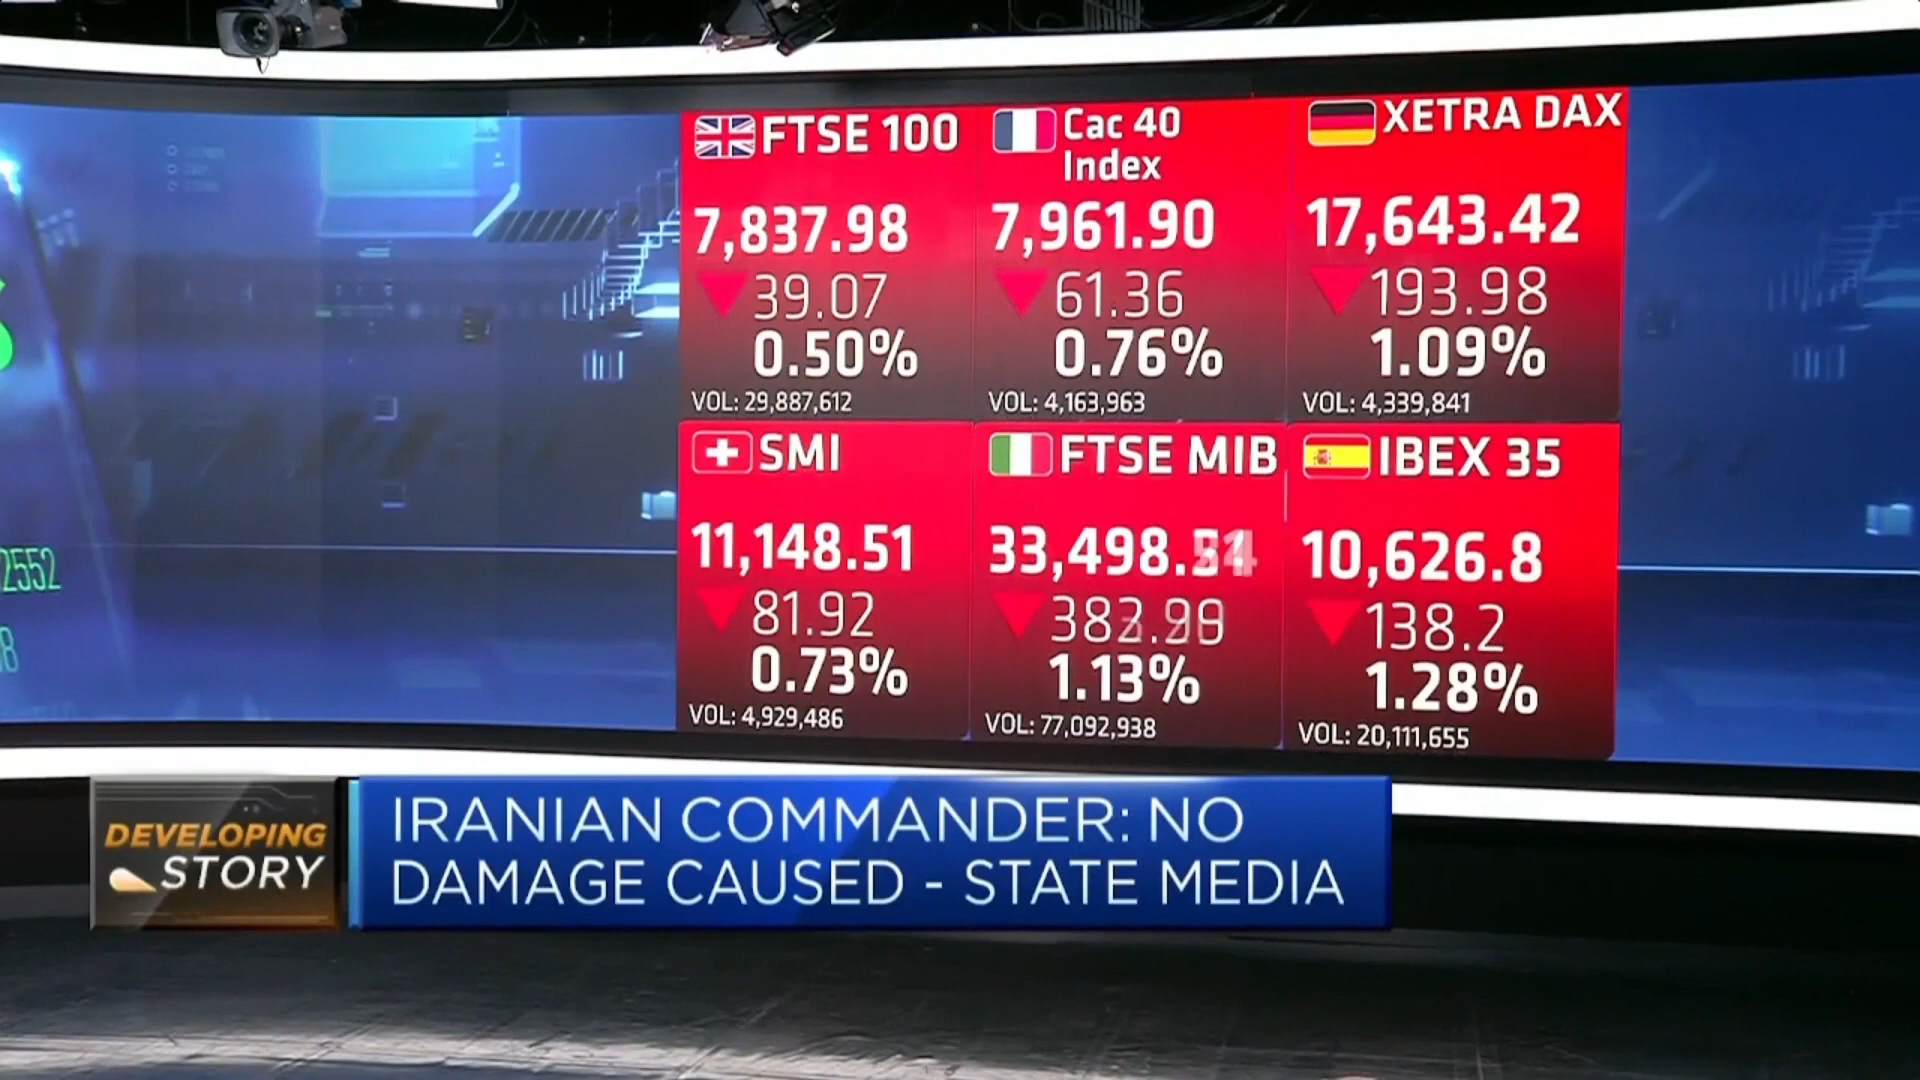 FTSE 100
7,837.98
39.07
0.50%
VOL: 29,887,612
Cac 40
Index
7,961.90
61.36
0.76%
VOL: 4,163,963
XETRA DAX
17,643.42
193.98
1.09%
VOL: 4,339,841
SMI
11,148.51
81.92
0.73%
VOL: 4,929,486
FTSE MIB
1.13%
VOL: 77,092,938
IBEX 35
10,626.8
138.2
1.28%
VOL: 20,111,655
2552
8
DEVELOPING
STORY
IRANIAN COMMANDER: NO
DAMAGE CAUSED - STATE MEDIA